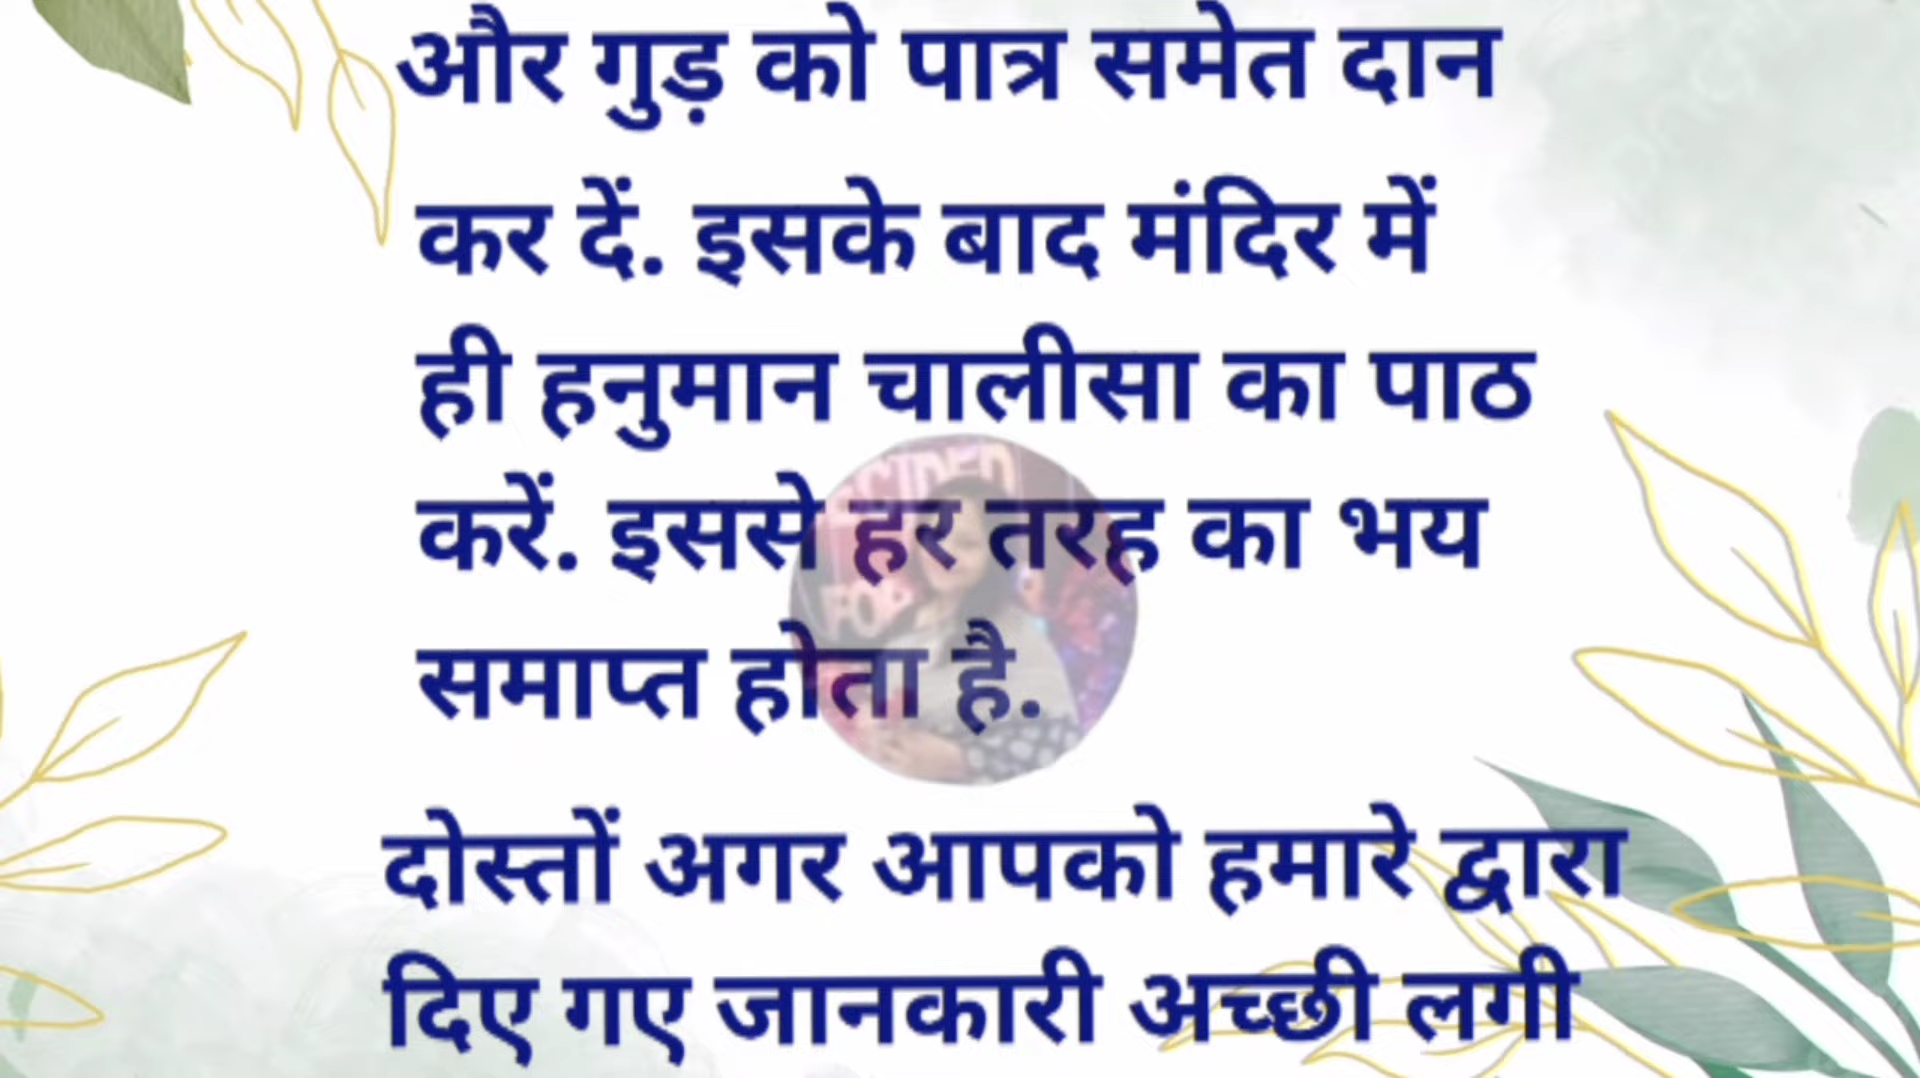 और गुड़ को पात्र समेत दान
कर दें. इसके बाद मंदिर में
ही हनुमान चालीसा का पाठ
करें. इससे हर तरह का भय
समाप्त होता है.
दोस्तों अगर आपको हमारे द्वारा
दिए गए जानकारी अच्छी लगी